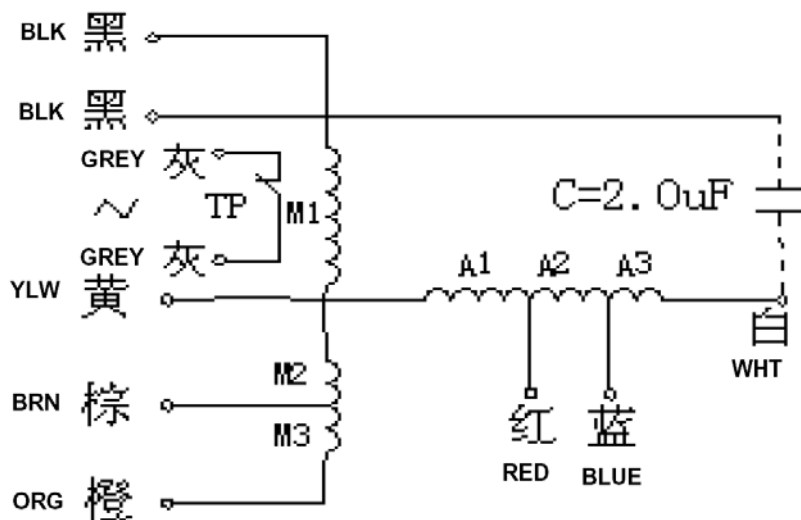 BLK 黑
BLK 黑
GREY 灰
TP
M1
C=2.0uF
GREY 灰
A1 A2 A3
YLW 黄
白
WHT
M2
BRN 棕
M3
红 蓝
RED BLUE
ORG 橙